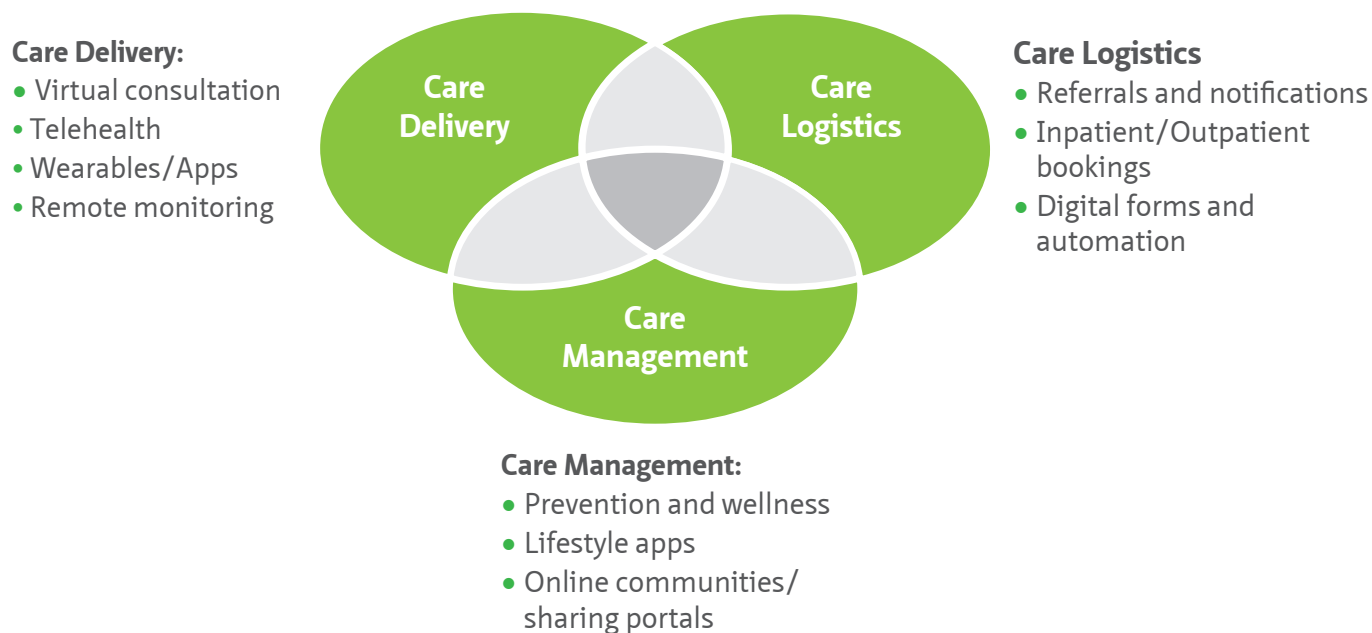 Care Delivery:
• Virtual consultation
• Telehealth
• Wearables/Apps
• Remote monitoring
Care
Delivery
Care
Logistics
Care Logistics
• Referrals and notifications
• Inpatient/Outpatient
bookings
• Digital forms and
automation
Care
Management
Care Management:
• Prevention and wellness
• Lifestyle apps
• Online communities/
sharing portals